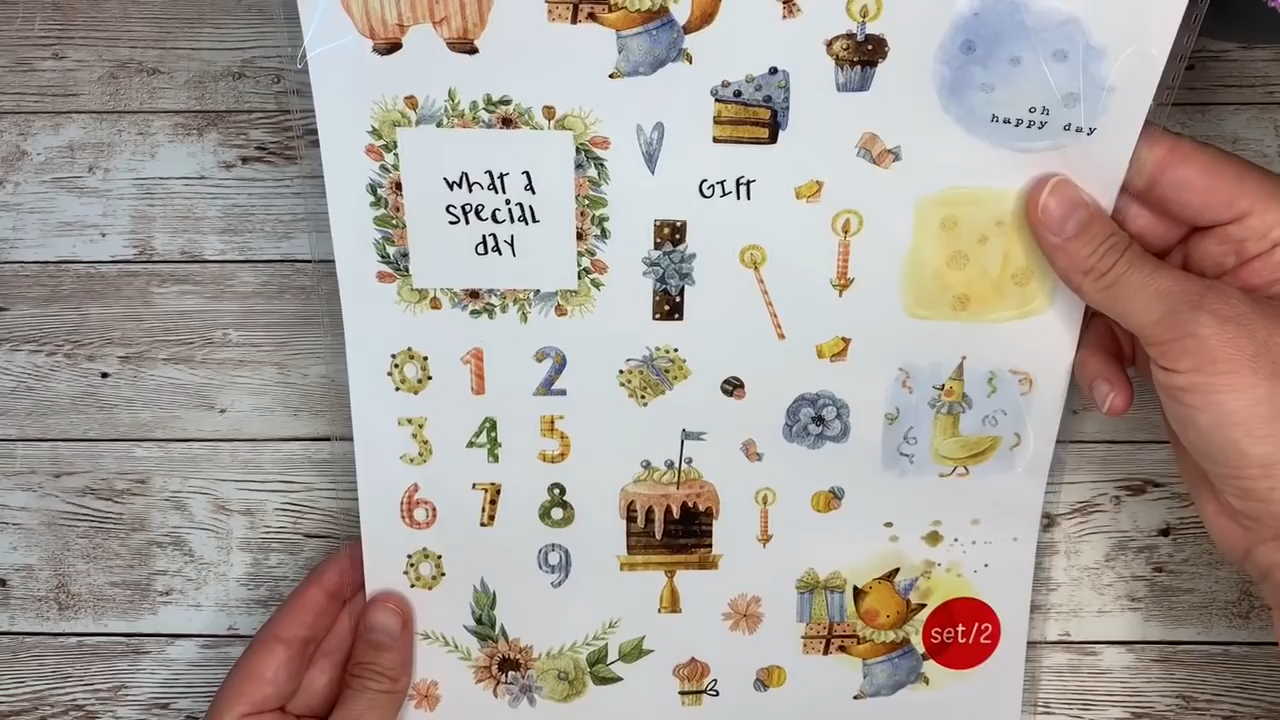 oh
happy day
what a
special
day
GIFT
0 1 2
3 4 5
6 7 8
0 9
set/2